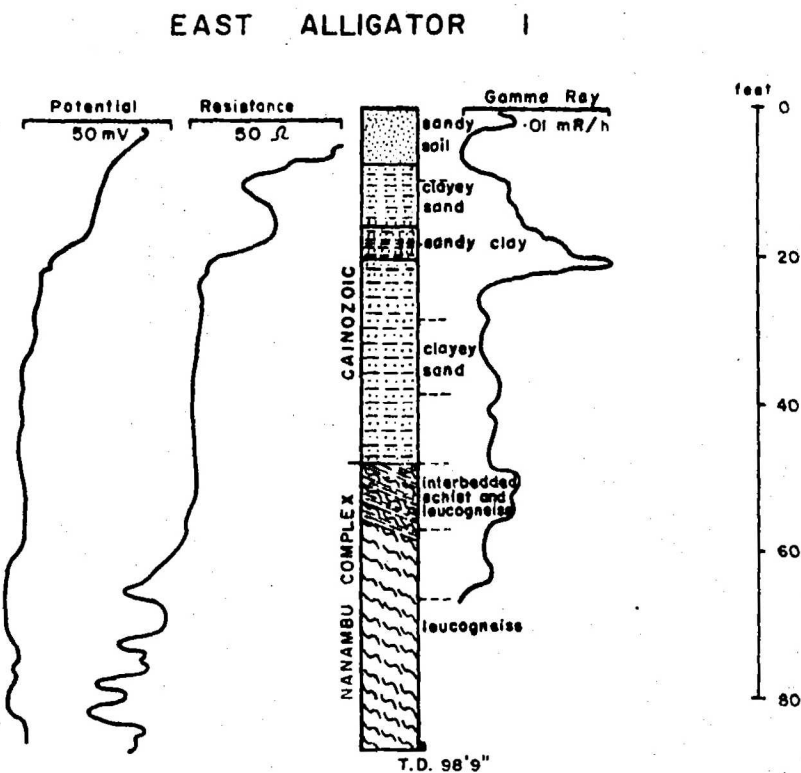 EAST ALLIGATOR 1
Potential
50 mV
Resistance
50 Ω
Gamma Ray
.01 mR/h
feet
0
20
40
60
80
sandy
soil
clayey
sand
sandy clay
clayey
sand
interbedded
schist and
leucogneiss
leucogneiss
CAINOZOIC
NANAMBU COMPLEX
T.D. 98'9"